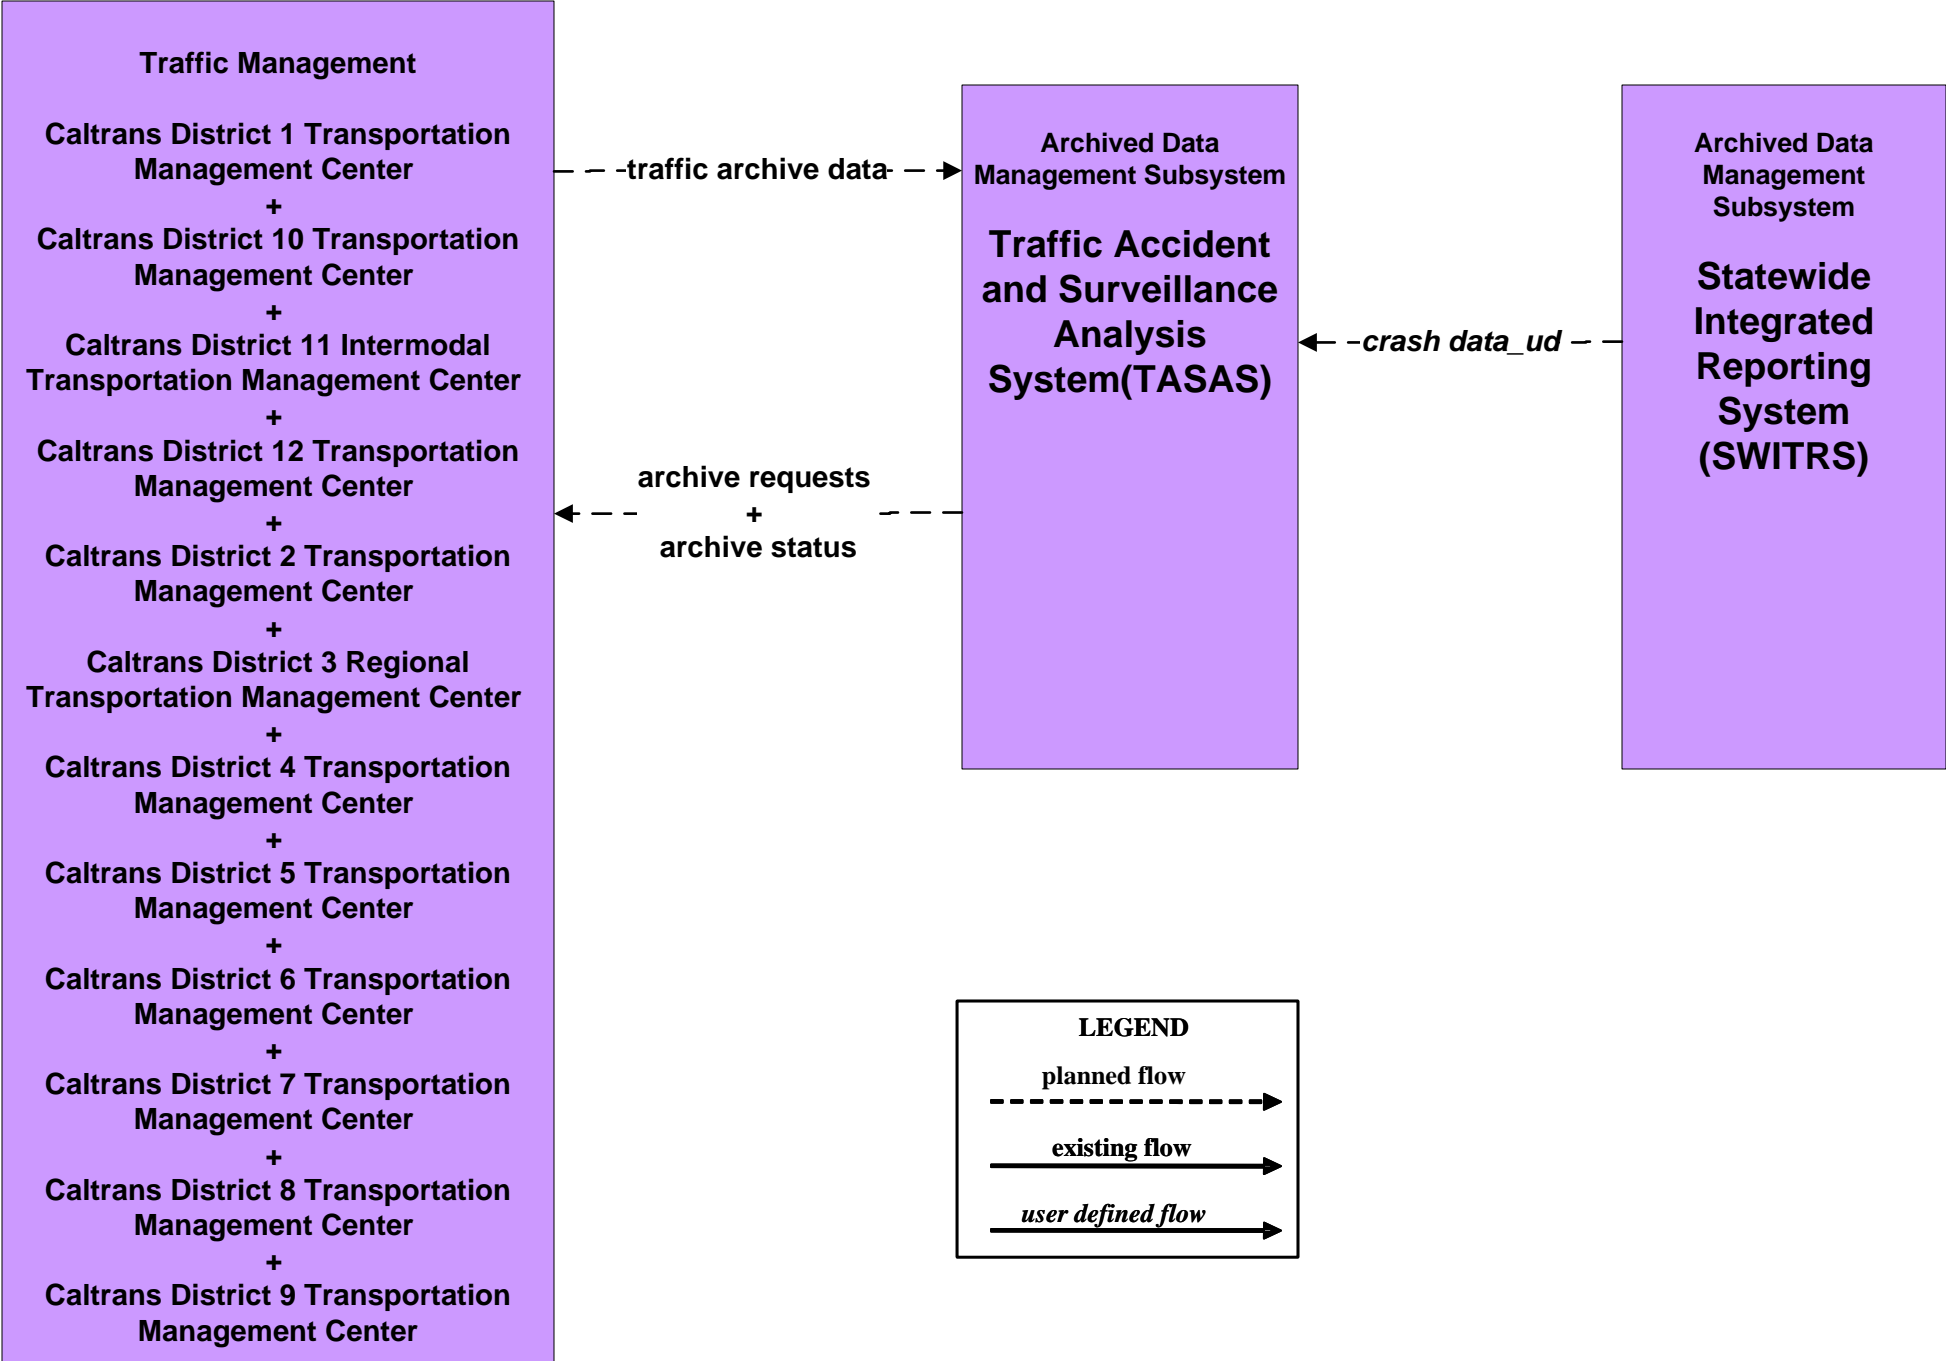 Traffic Management
Caltrans District 1 Transportation
Management Center
+
Caltrans District 10 Transportation
Management Center
+
Caltrans District 11 Intermodal
Transportation Management Center
+
Caltrans District 12 Transportation
Management Center
+
Caltrans District 2 Transportation
Management Center
+
Caltrans District 3 Regional
Transportation Management Center
+
Caltrans District 4 Transportation
Management Center
+
Caltrans District 5 Transportation
Management Center
+
Caltrans District 6 Transportation
Management Center
+
Caltrans District 7 Transportation
Management Center
+
Caltrans District 8 Transportation
Management Center
+
Caltrans District 9 Transportation
Management Center
traffic archive data
archive requests
+
archive status
Archived Data
Management Subsystem
Traffic Accident
and Surveillance
Analysis
System(TASAS)
crash data_ud
Archived Data
Management
Subsystem
Statewide
Integrated
Reporting
System
(SWITRS)
LEGEND
planned flow
existing flow
user defined flow